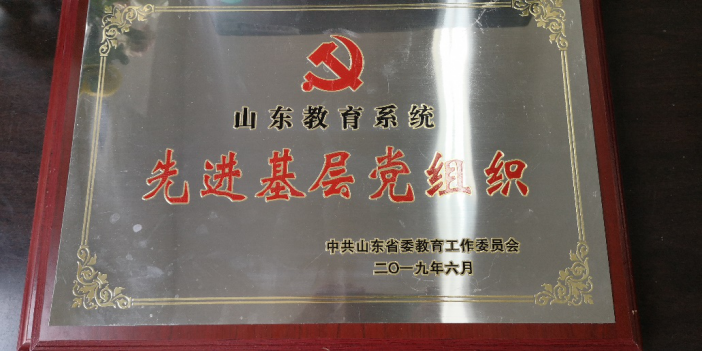 山东教育系统
先进基层党组织
中共山东省委教育工作委员会
二〇一九年六月